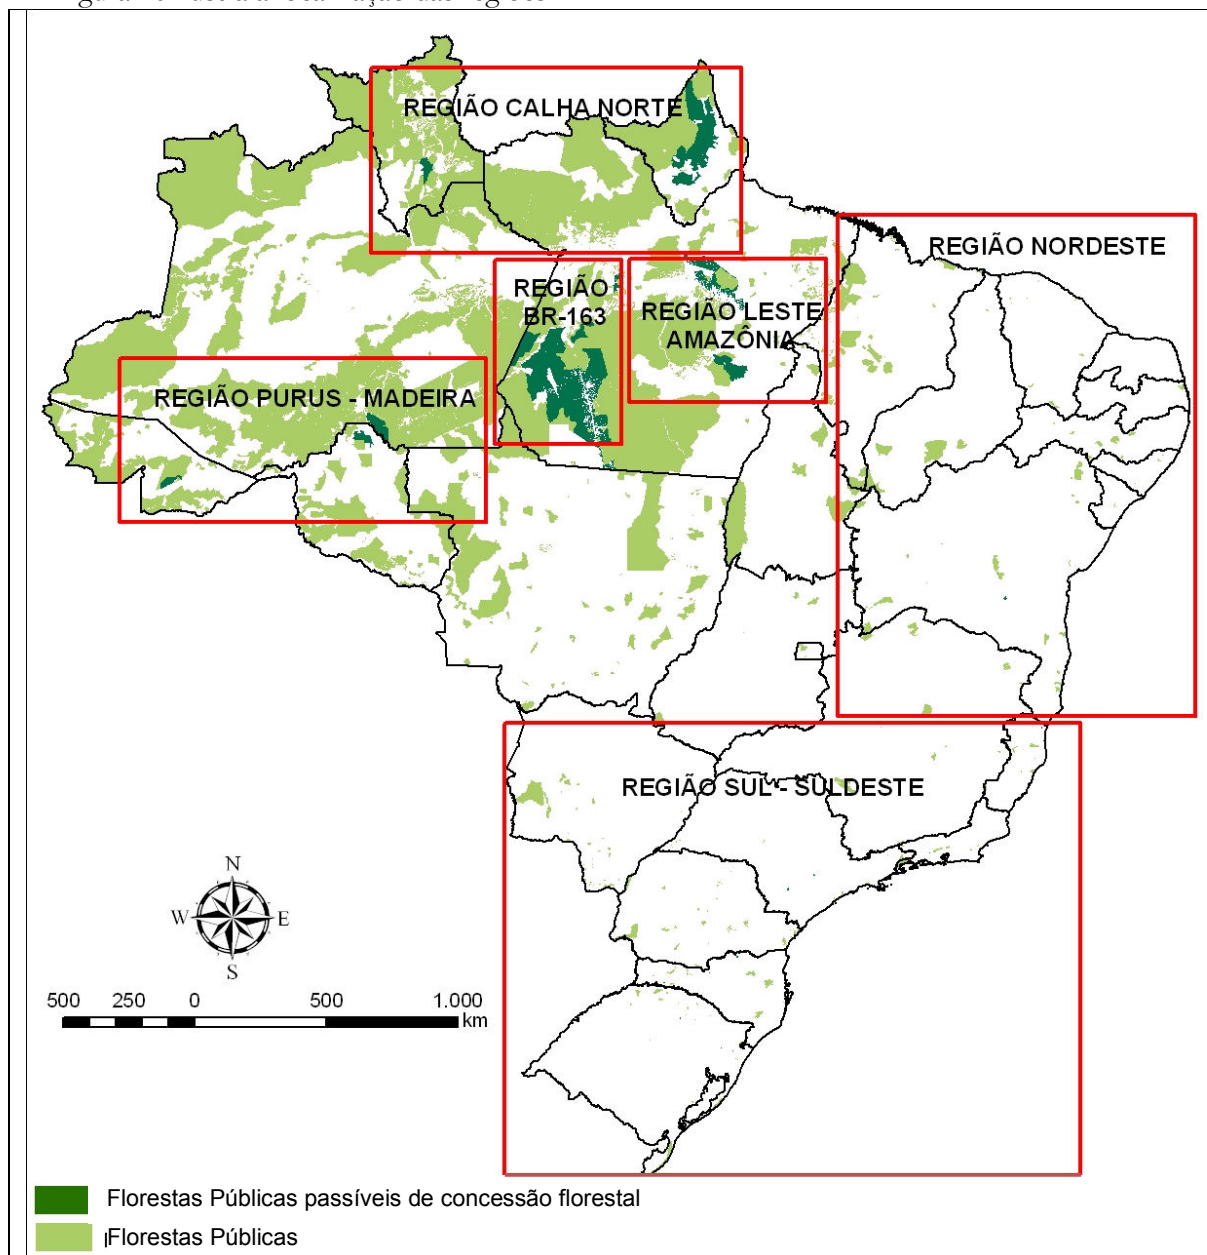 REGIÃO CALHA NORTE
REGIÃO NORDESTE
REGIÃO
BR-163
REGIÃO LESTE
AMAZÔNIA
REGIÃO PURUS - MADEIRA
REGIÃO SUL - SULDESTE
N
W E
S
500 250 0 500 1.000
km
Florestas Públicas passíveis de concessão florestal
Florestas Públicas